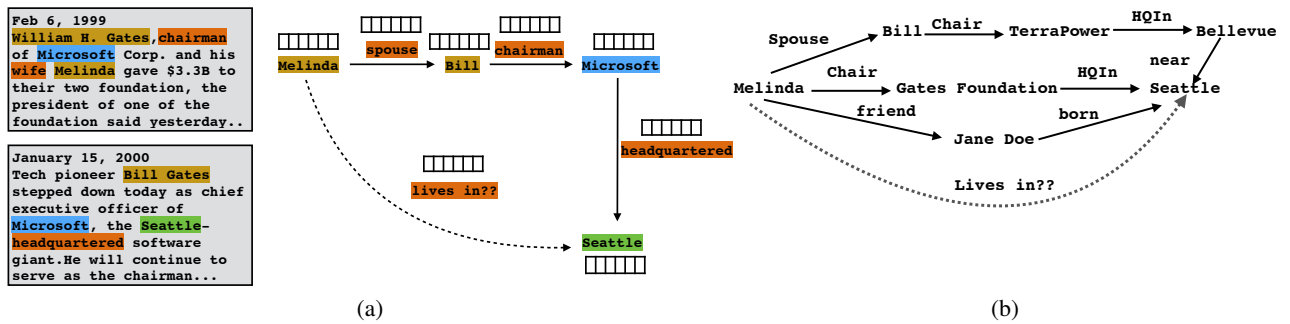 Feb 6, 1999
William H. Gates,chairman
of Microsoft Corp. and his
wife Melinda gave $3.3B to
their two foundation, the
president of one of the
foundation said yesterday..
January 15, 2000
Tech pioneer Bill Gates
stepped down today as chief
executive officer of
Microsoft, the Seattle-
headquartered software
giant.He will continue to
serve as the chairman...
Melinda
spouse
Bill
chairman
Microsoft
headquartered
lives in??
Seattle
(a)
Spouse
Bill
Chair
TerraPower
HQIn
Bellevue
near
Melinda
Chair
Gates Foundation
HQIn
Seattle
friend
Jane Doe
born
Lives in??
(b)